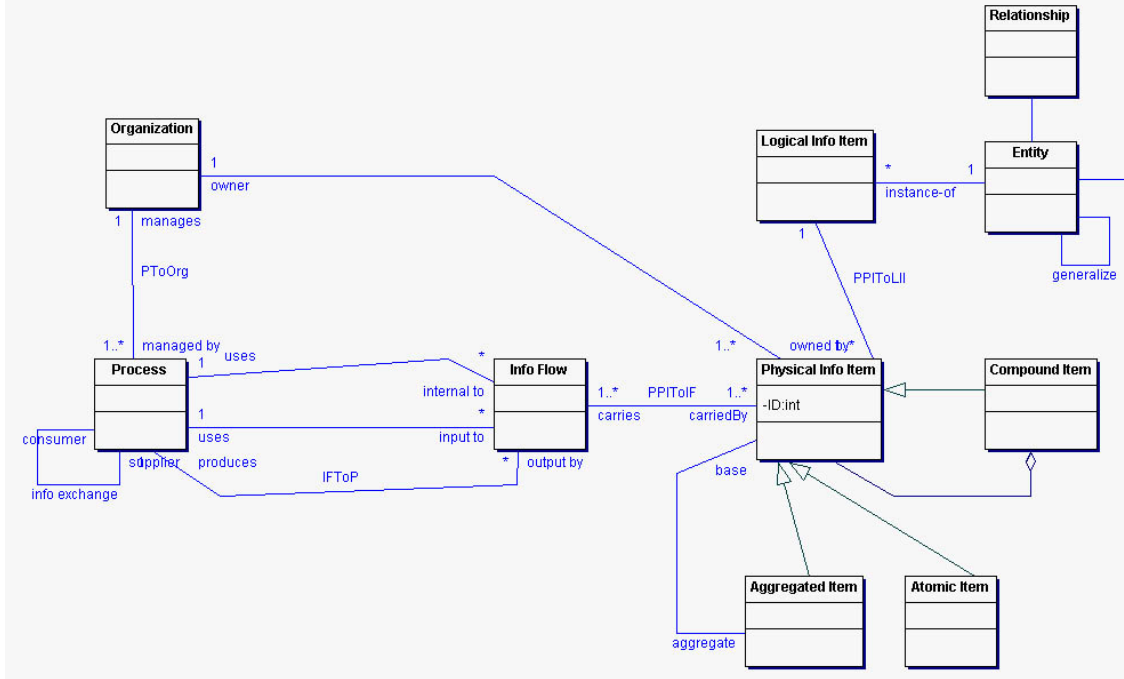 Relationship
Organization
Logical Info Item
Entity
1
owner
*
1
instance-of
1
manages
1
generalize
PToOrg
PPIToLII
1..*
managed by
1
uses
*
1..*
owned by
*
Process
Info Flow
Physical Info Item
Compound Item
internal to
1..*
PPIToIF
1..*
-ID:int
1
*
carries
carriedBy
consumer
uses
input to
supplier
produces
*
output by
base
IFToP
info exchange
Aggregated Item
Atomic Item
aggregate